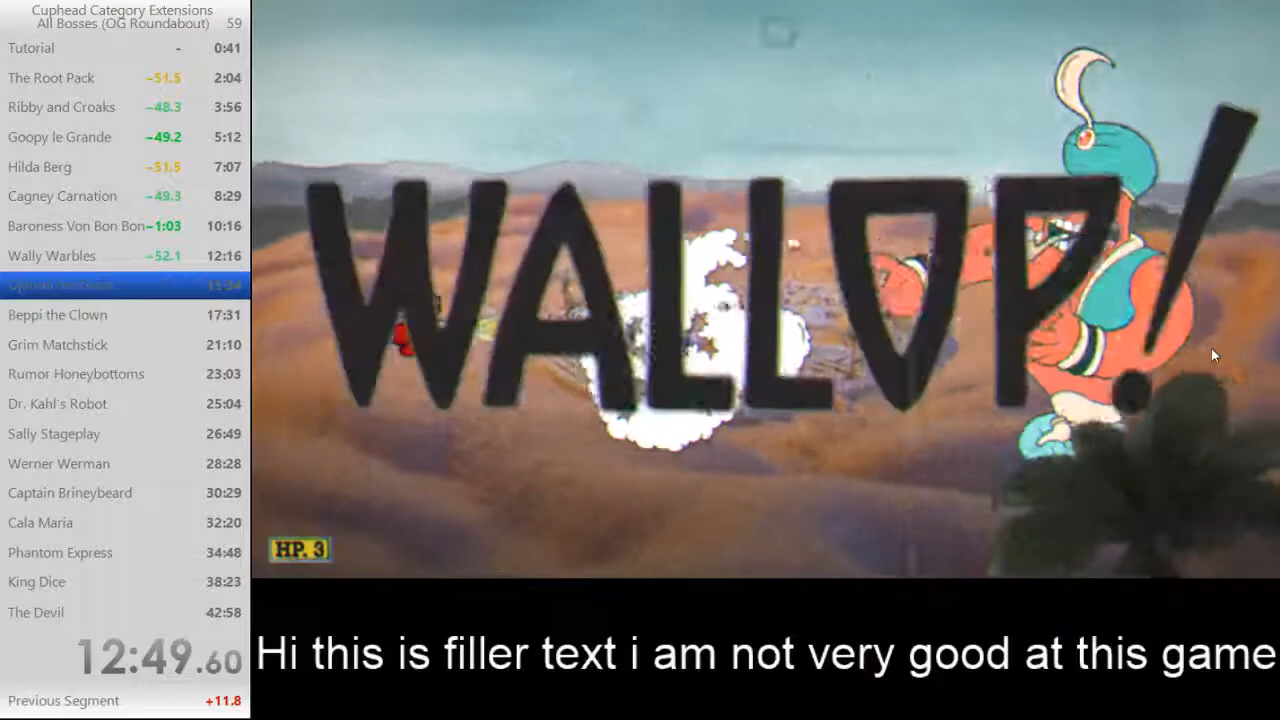 Cuphead Category Extensions
All Bosses (OG Roundabout) 59
Tutorial - 0:41
The Root Pack -51.5 2:04
Ribby and Croaks -48.3 3:56
Goopy le Grande -49.2 5:12
Hilda Berg -51.5 7:07
Cagney Carnation -49.3 8:29
Baroness Von Bon Bon -1:03 10:16
Wally Warbles -52.1 12:16
Beppi the Clown 17:31
Grim Matchstick 21:10
Rumor Honeybottoms 23:03
Dr. Kahl's Robot 25:04
Sally Stageplay 26:49
Werner Werman 28:28
Captain Brineybeard 30:29
Cala Maria 32:20
Phantom Express 34:48
King Dice 38:23
The Devil 42:58
12:49.60
Previous Segment +11.8
WALLOP!
HP. 3
Hi this is filler text i am not very good at this game